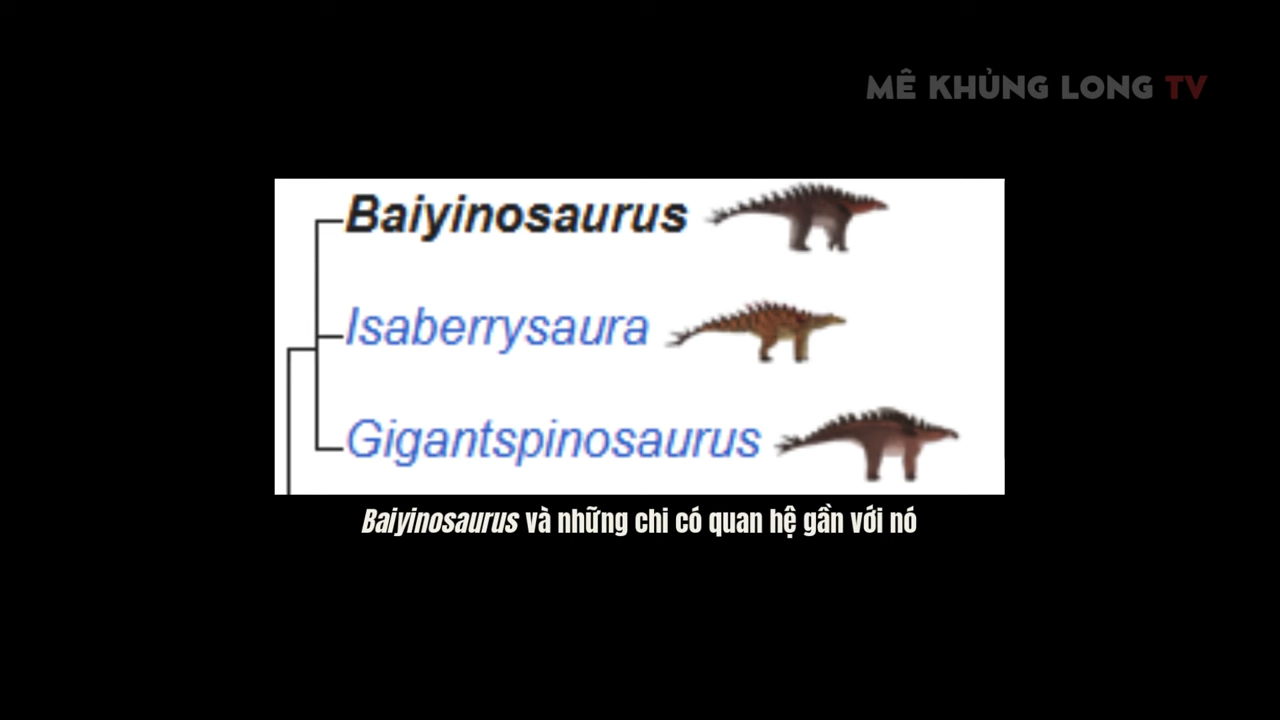 MÊ KHỦNG LONG TV
Baiyinosaurus
Isaberrysaura
Gigantspinosaurus
Baiyinosaurus và những chi có quan hệ gần với nó